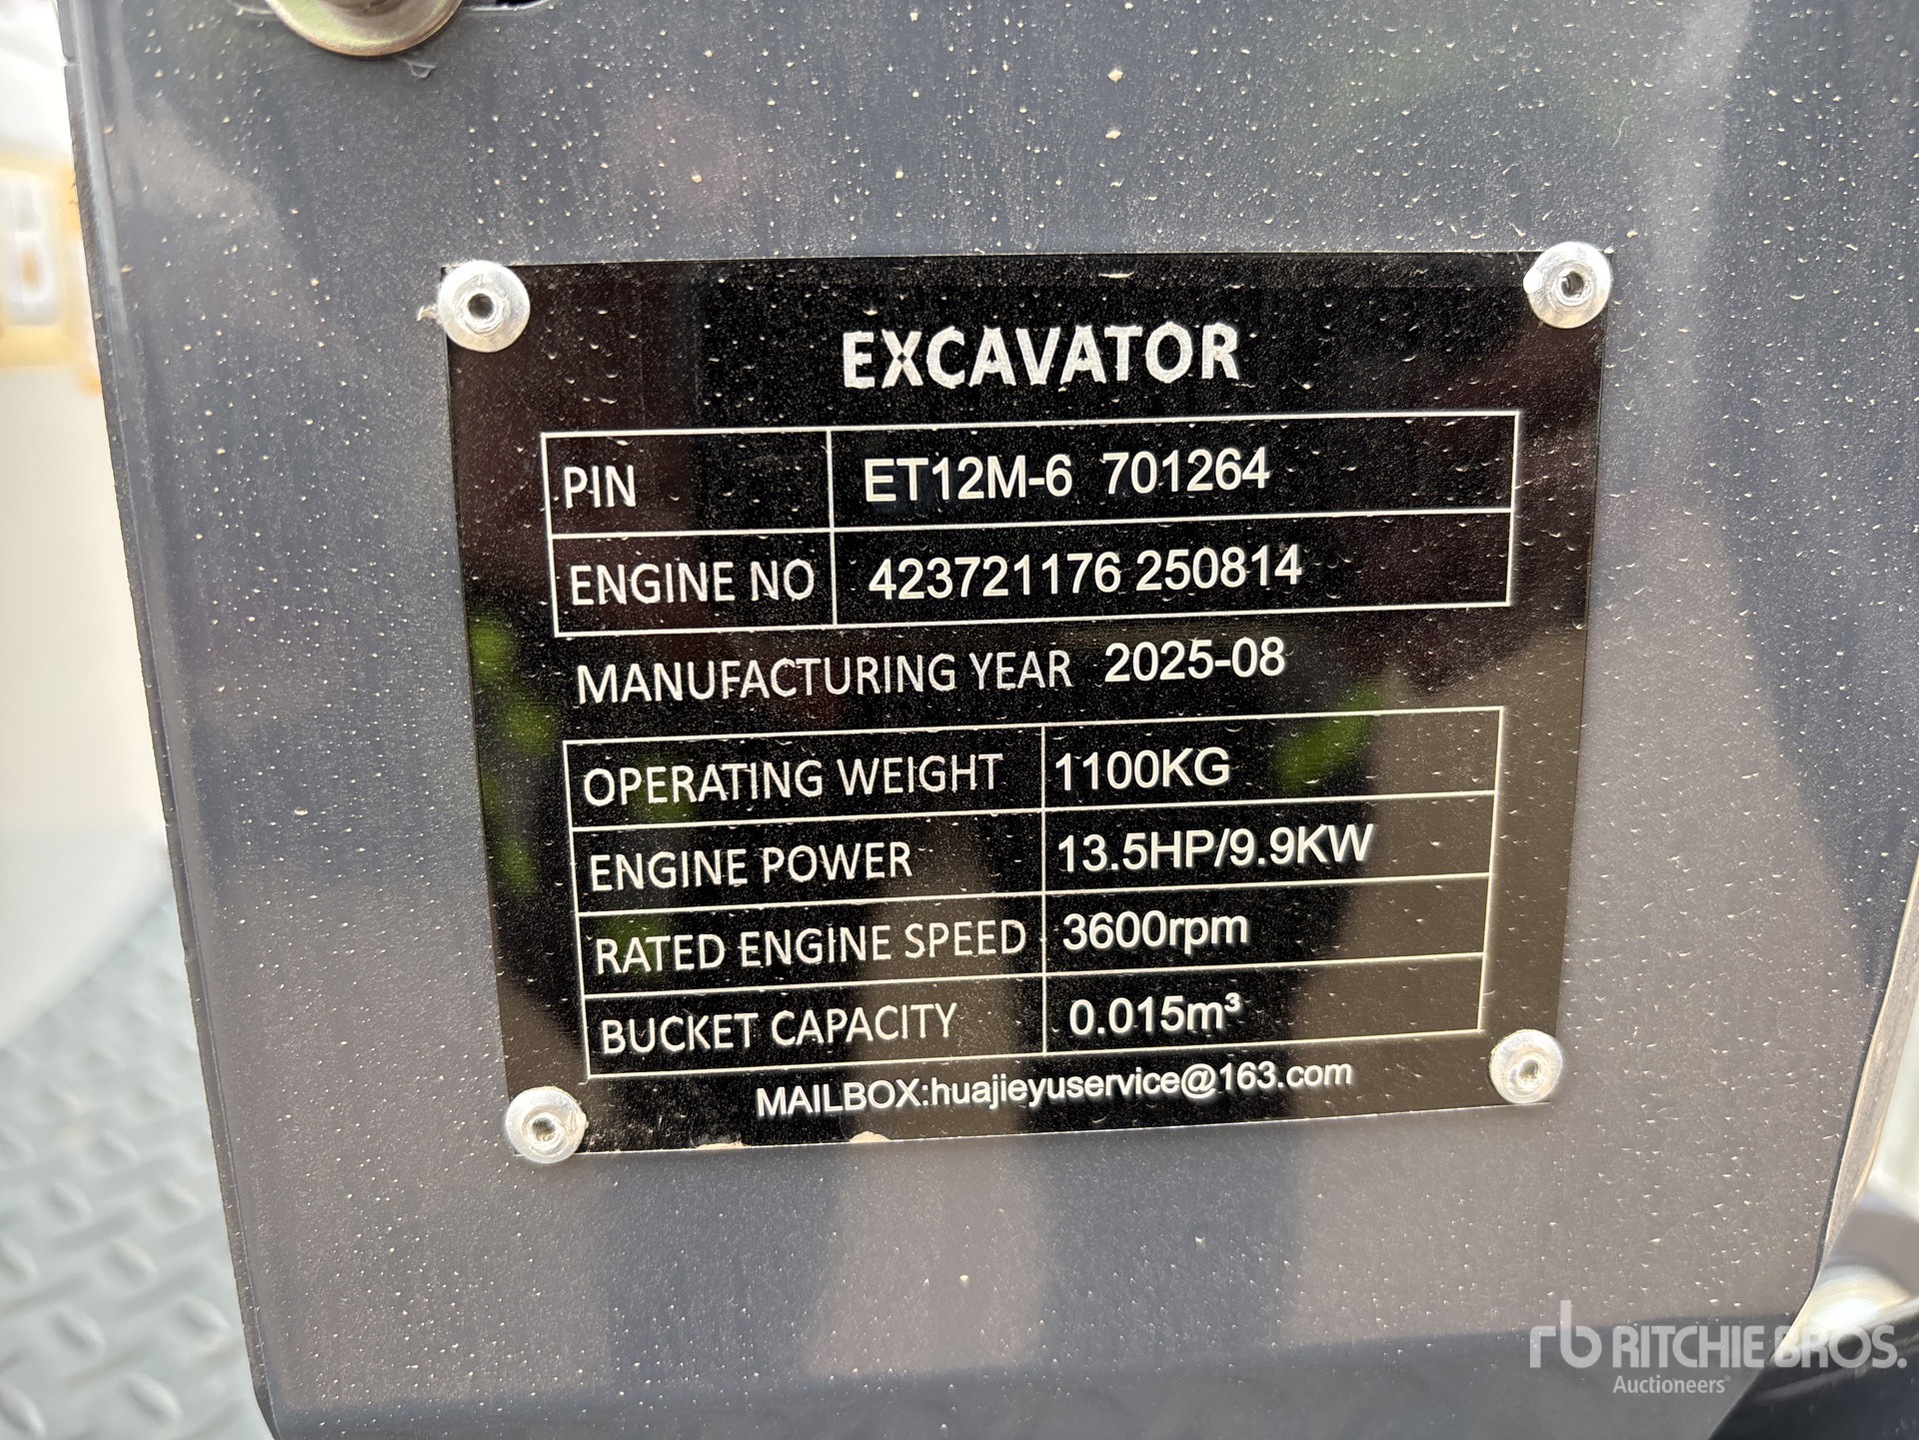 EXCAVATOR
PIN ET12M-6 701264
ENGINE NO 423721176 250814
MANUFACTURING YEAR 2025-08
OPERATING WEIGHT 1100KG
ENGINE POWER 13.5HP/9.9KW
RATED ENGINE SPEED 3600rpm
BUCKET CAPACITY 0.015m³
MAILBOX:huajieyuservice@163.com
rb RITCHIE BROS.
Auctioneers